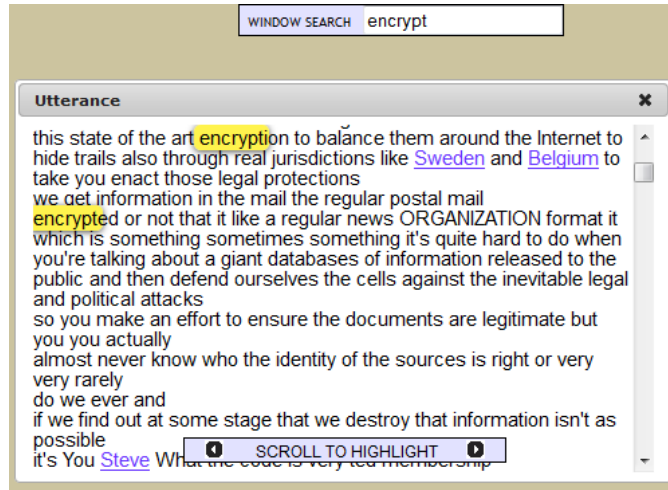 WINDOW SEARCH encrypt
Utterance
this state of the art encryption to balance them around the Internet to
hide trails also through real jurisdictions like Sweden and Belgium to
take you enact those legal protections
we get information in the mail the regular postal mail
encrypted or not that it like a regular news ORGANIZATION format it
which is something sometimes something it's quite hard to do when
you're talking about a giant databases of information released to the
public and then defend ourselves the cells against the inevitable legal
and political attacks
so you make an effort to ensure the documents are legitimate but
you you actually
almost never know who the identity of the sources is right or very
very rarely
do we ever and
if we find out at some stage that we destroy that information isn't as
possible
it's You Steve What the code is very ted membership
SCROLL TO HIGHLIGHT